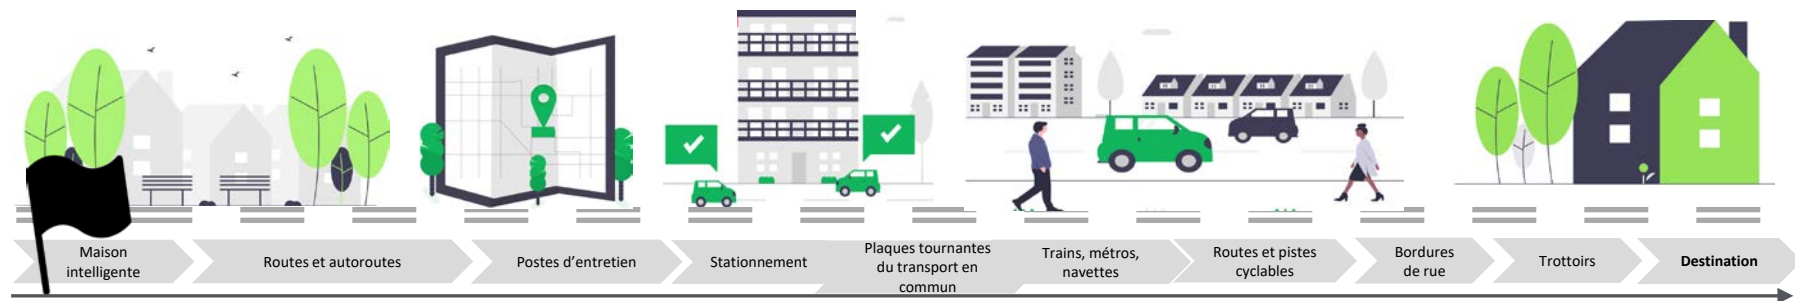 Maison
intelligente
Routes et autoroutes
Postes d’entretien
Stationnement
Plaques tournantes
du transport en
commun
Trains, métros,
navettes
Routes et pistes
cyclables
Bordures
de rue
Trottoirs
Destination